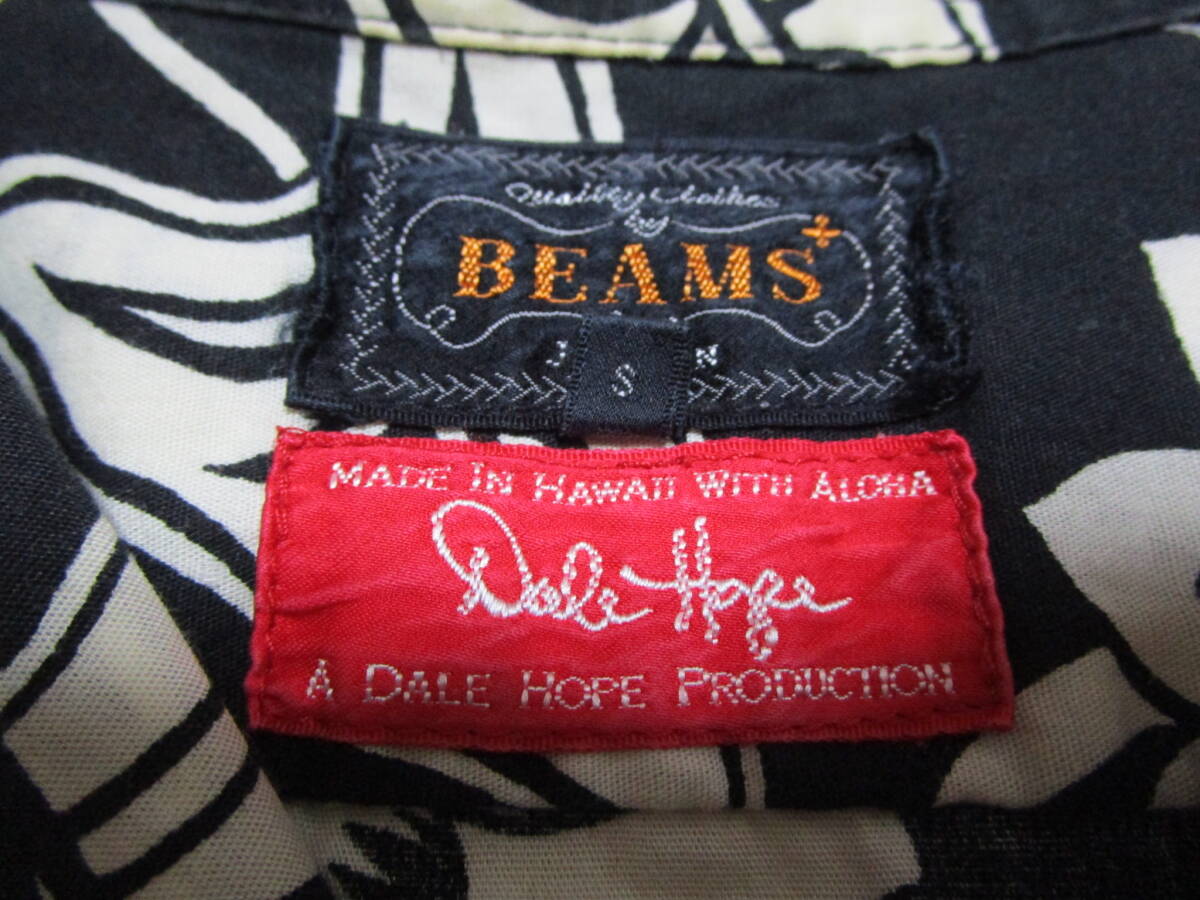 Quality Clothes
by
BEAMS+
J N
S
MADE IN HAWAII WITH ALOHA
Dale Hope
A DALE HOPE PRODUCTION